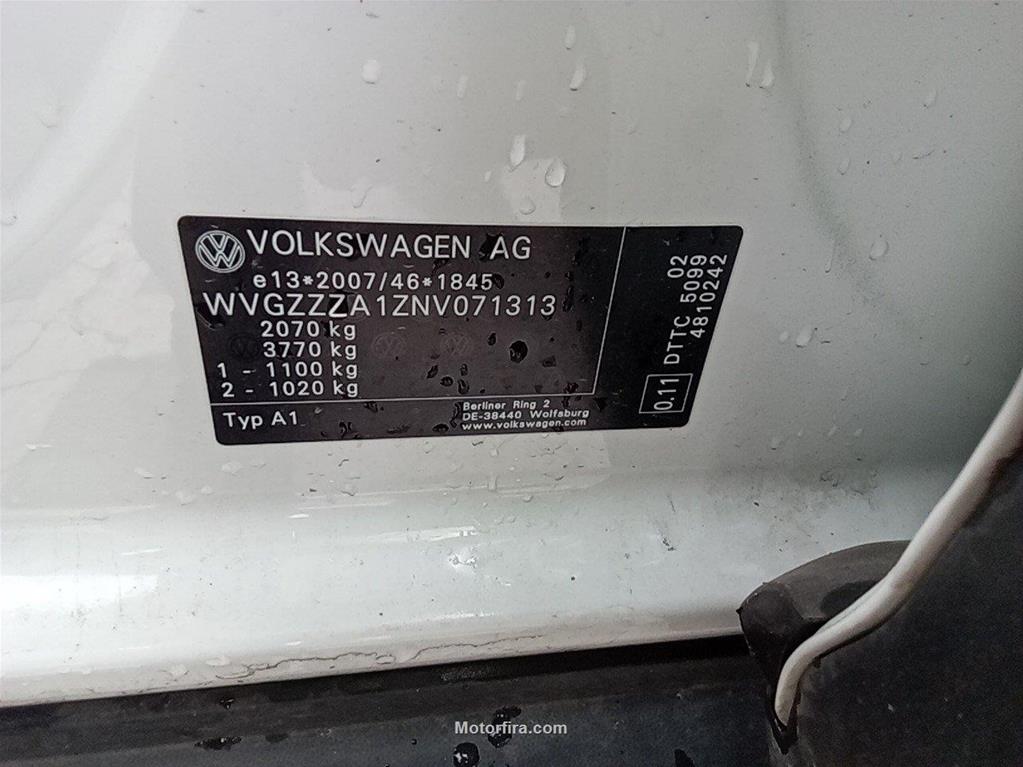 VOLKSWAGEN AG
e13*2007/46*1845
WVGZZZA1ZNV071313
2070 kg
3770 kg
1 - 1100 kg
2 - 1020 kg
Typ A1
Berliner Ring 2
DE-38440 Wolfsburg
www.volkswagen.com
0.11 DTTC 5099 02
4810242
Motorfira.com